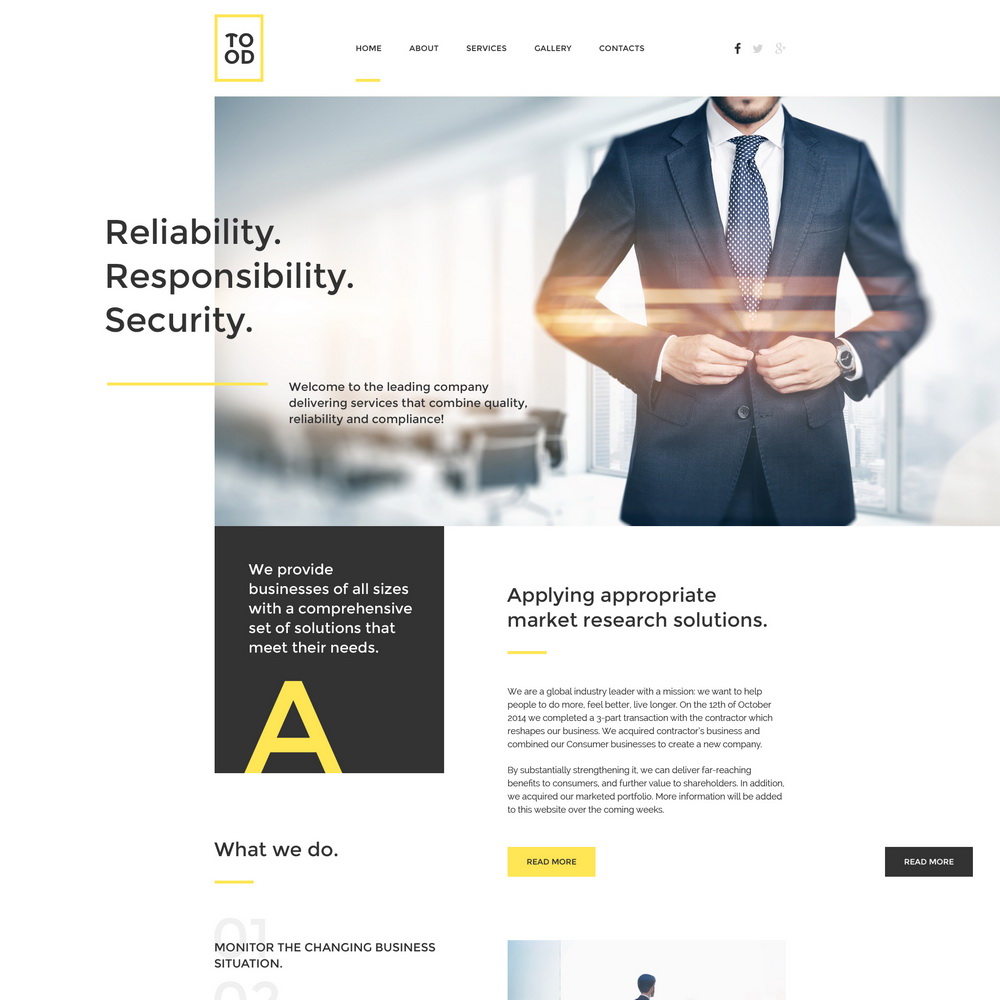 TO
OD
HOME ABOUT SERVICES GALLERY CONTACTS
Reliability.
Responsibility.
Security.
Welcome to the leading company
delivering services that combine quality,
reliability and compliance!
We provide
businesses of all sizes
with a comprehensive
set of solutions that
meet their needs.
A
Applying appropriate
market research solutions.
We are a global industry leader with a mission: we want to help
people to do more, feel better, live longer. On the 12th of October
2014 we completed a 3-part transaction with the contractor which
reshapes our business. We acquired contractor's business and
combined our Consumer businesses to create a new company.
By substantially strengthening it, we can deliver far-reaching
benefits to consumers, and further value to shareholders. In addition,
we acquired our marketed portfolio. More information will be added
to this website over the coming weeks.
READ MORE
READ MORE
What we do.
01
MONITOR THE CHANGING BUSINESS
SITUATION.
02